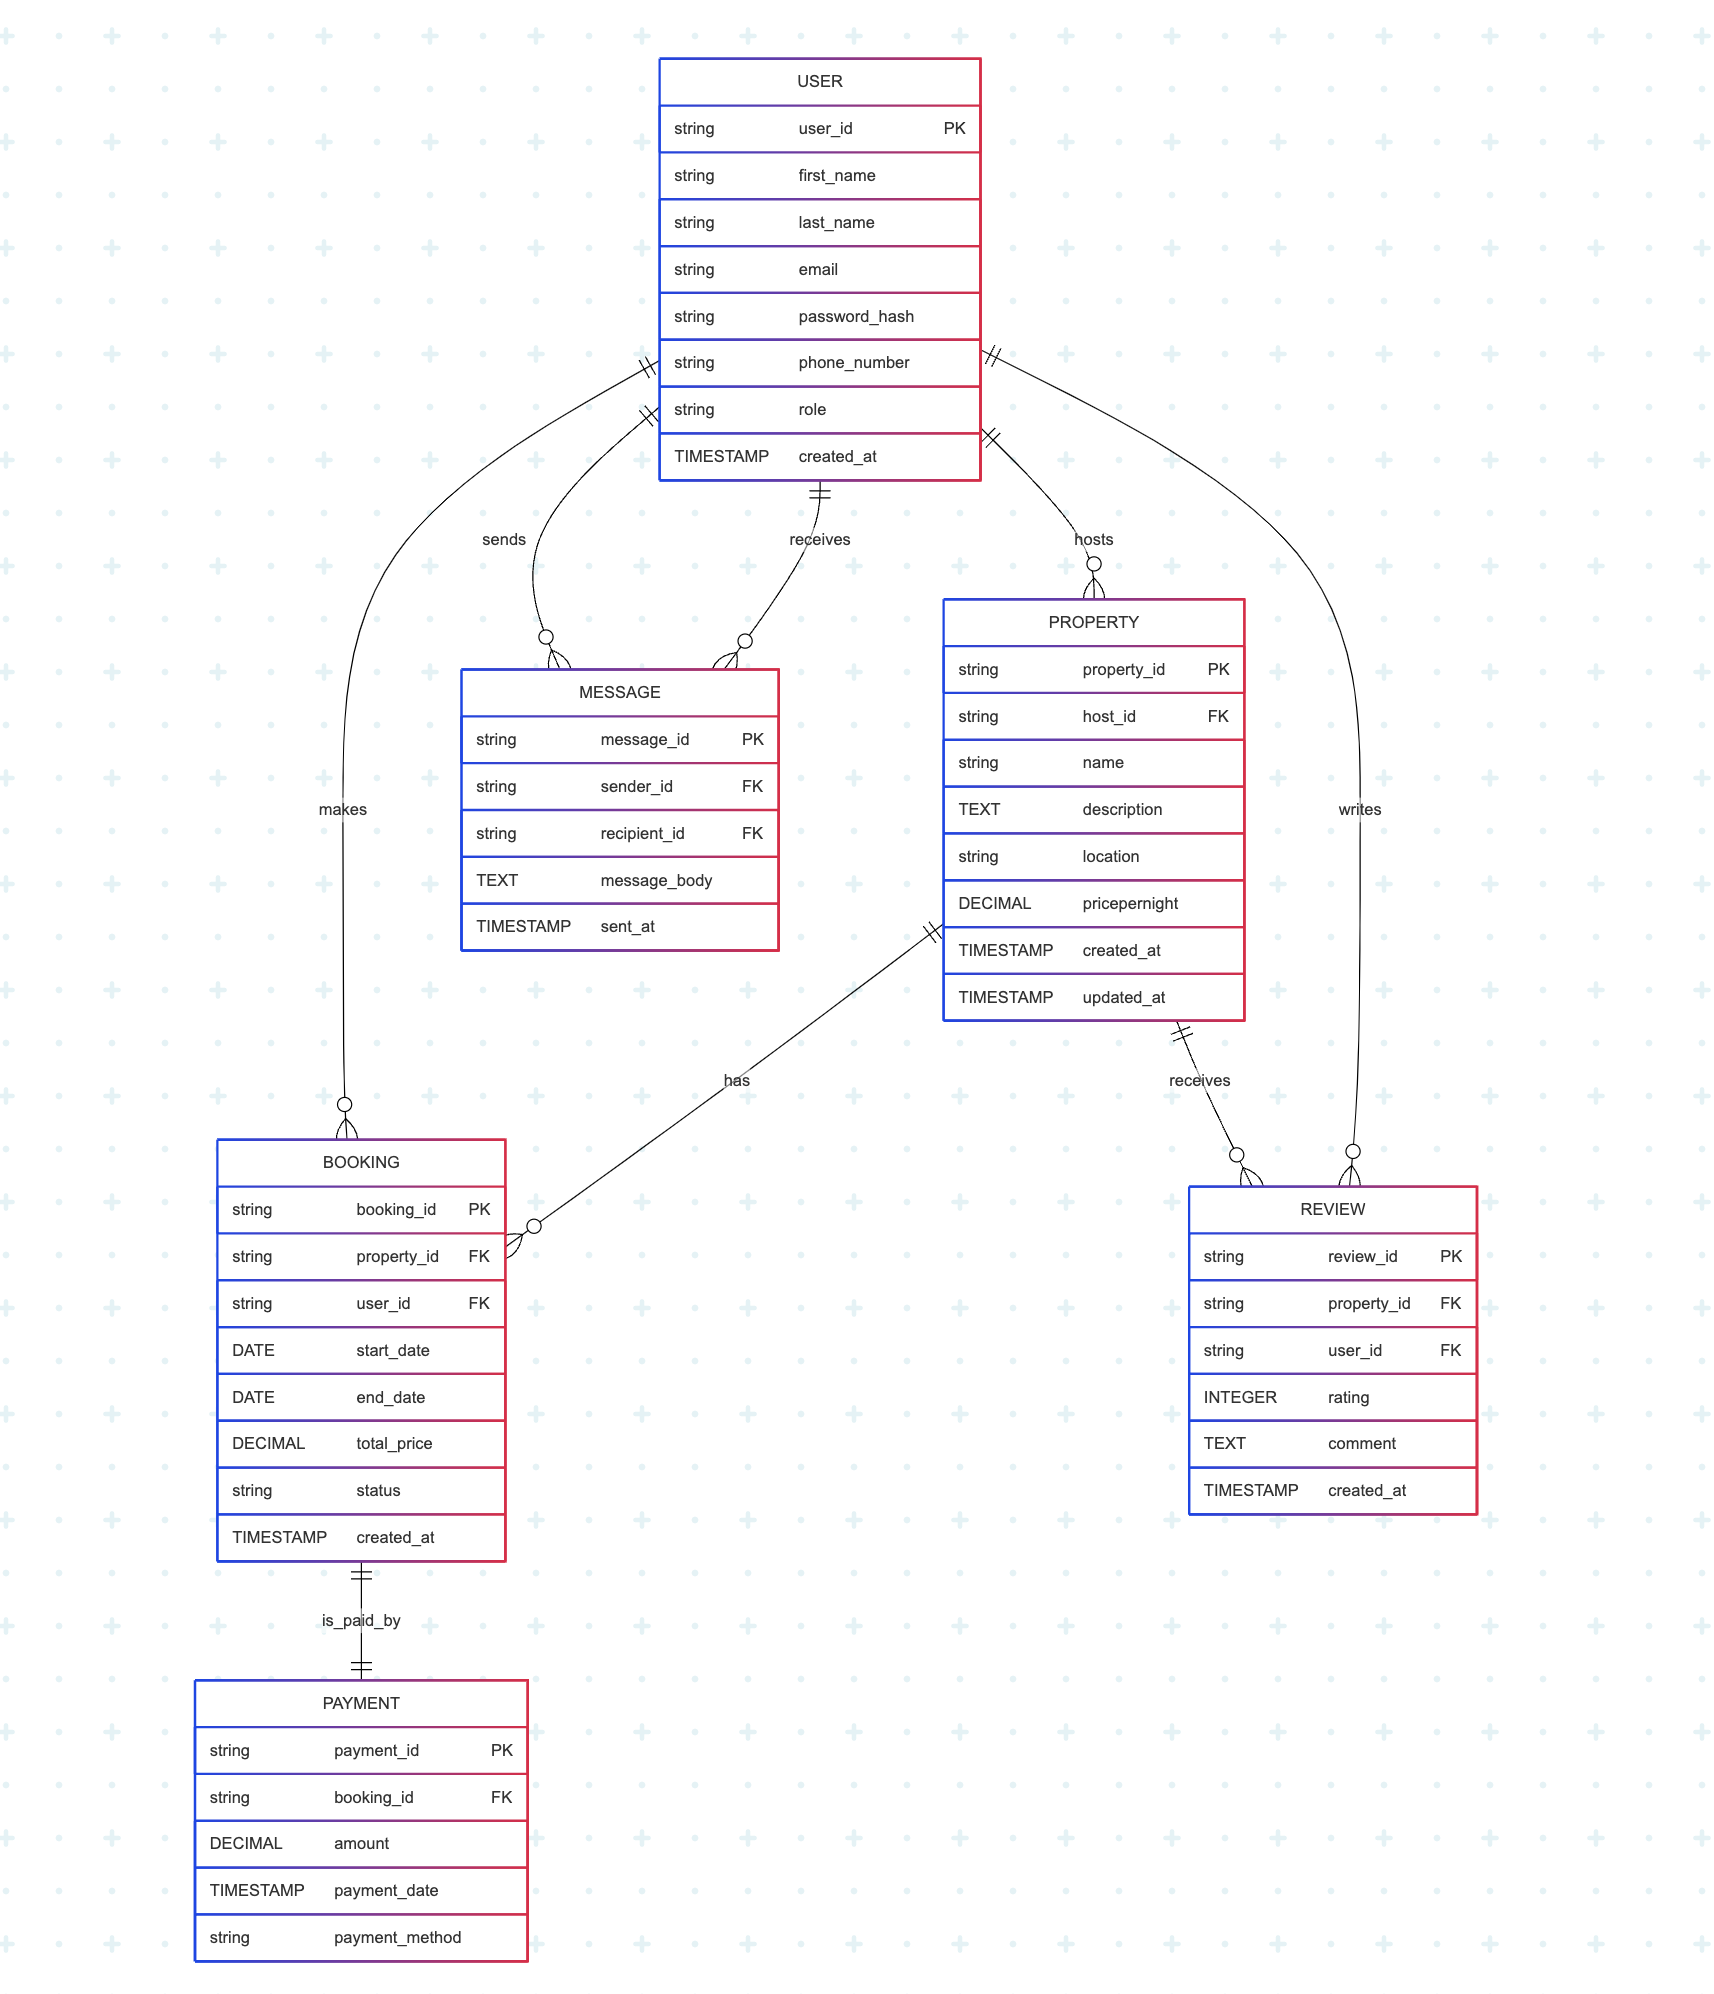 USER
string user_id PK
string first_name
string last_name
string email
string password_hash
string phone_number
string role
TIMESTAMP created_at
sends
receives
hosts
PROPERTY
string property_id PK
string host_id FK
string name
TEXT description
string location
DECIMAL pricepernight
TIMESTAMP created_at
TIMESTAMP updated_at
MESSAGE
string message_id PK
string sender_id FK
string recipient_id FK
TEXT message_body
TIMESTAMP sent_at
makes
writes
has
receives
BOOKING
string booking_id PK
string property_id FK
string user_id FK
DATE start_date
DATE end_date
DECIMAL total_price
string status
TIMESTAMP created_at
REVIEW
string review_id PK
string property_id FK
string user_id FK
INTEGER rating
TEXT comment
TIMESTAMP created_at
is_paid_by
PAYMENT
string payment_id PK
string booking_id FK
DECIMAL amount
TIMESTAMP payment_date
string payment_method